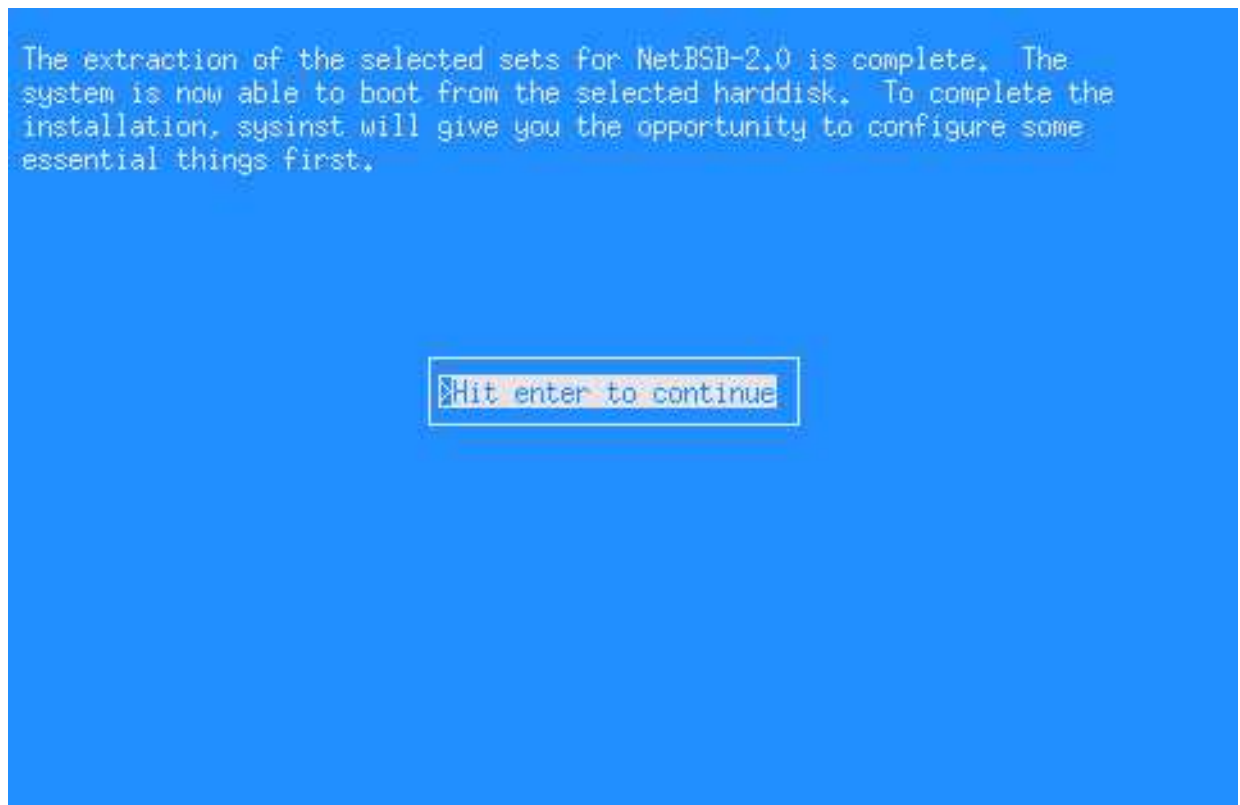 The extraction of the selected sets for NetBSD-2.0 is complete.  The
system is now able to boot from the selected harddisk.  To complete the
installation, sysinst will give you the opportunity to configure some
essential things first.
>Hit enter to continue